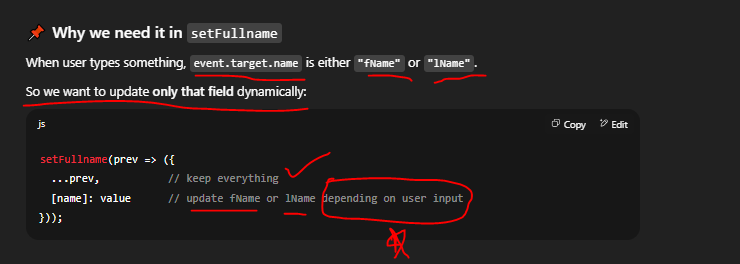 📌 Why we need it in setFullname
When user types something, event.target.name is either "fName" or "lName".
So we want to update only that field dynamically:
js Copy Edit
setFullname(prev => ({
...prev, // keep everything
[name]: value // update fName or lName depending on user input
}));